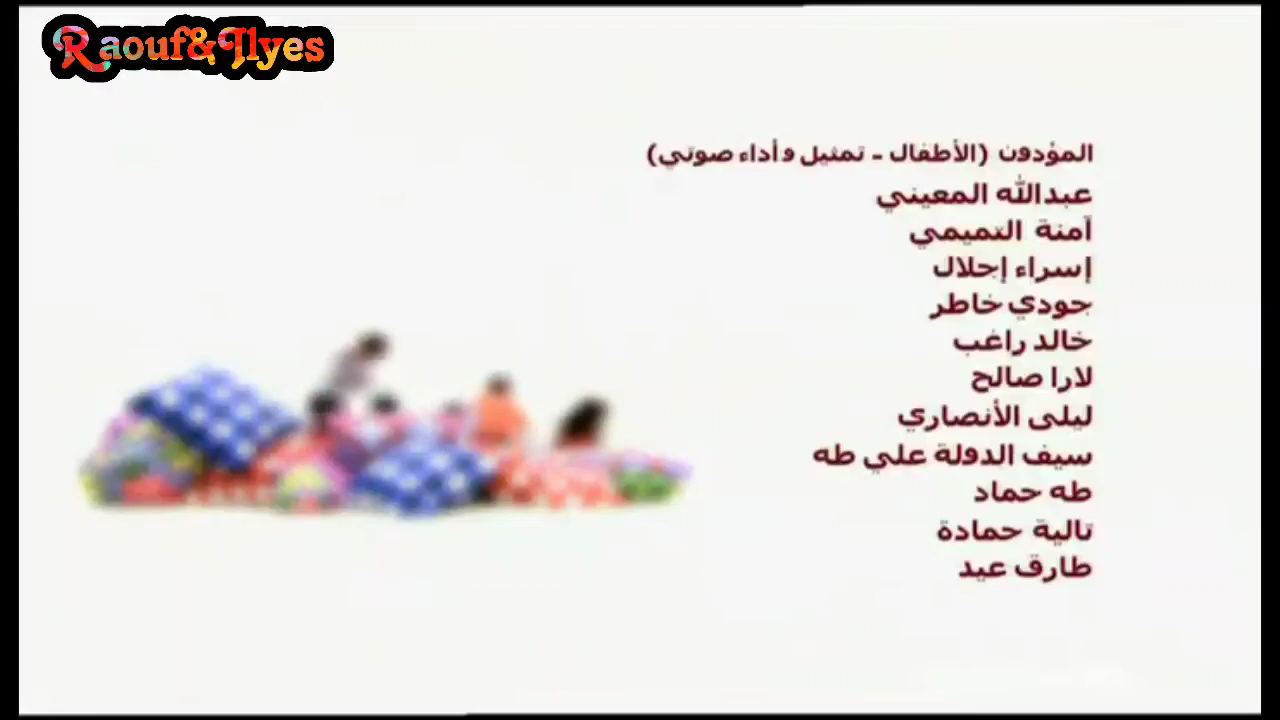 Raouf&Ilyes
المؤدون (الأطفال - تمثيل وأداء صوتي)
عبدالله المعيني
آمنة التميمي
إسراء إجلال
جودي خاطر
خالد راغب
لارا صالح
ليلى الأنصاري
سيف الدولة علي طه
طه حماد
تالية حمادة
طارق عيد